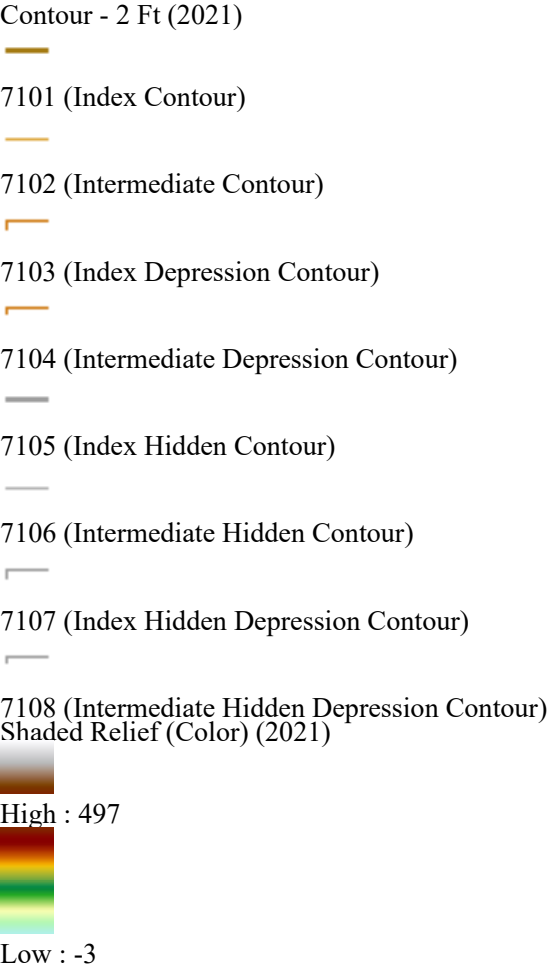 Contour - 2 Ft (2021)
7101 (Index Contour)
7102 (Intermediate Contour)
7103 (Index Depression Contour)
7104 (Intermediate Depression Contour)
7105 (Index Hidden Contour)
7106 (Intermediate Hidden Contour)
7107 (Index Hidden Depression Contour)
7108 (Intermediate Hidden Depression Contour)
Shaded Relief (Color) (2021)
High : 497
Low : -3